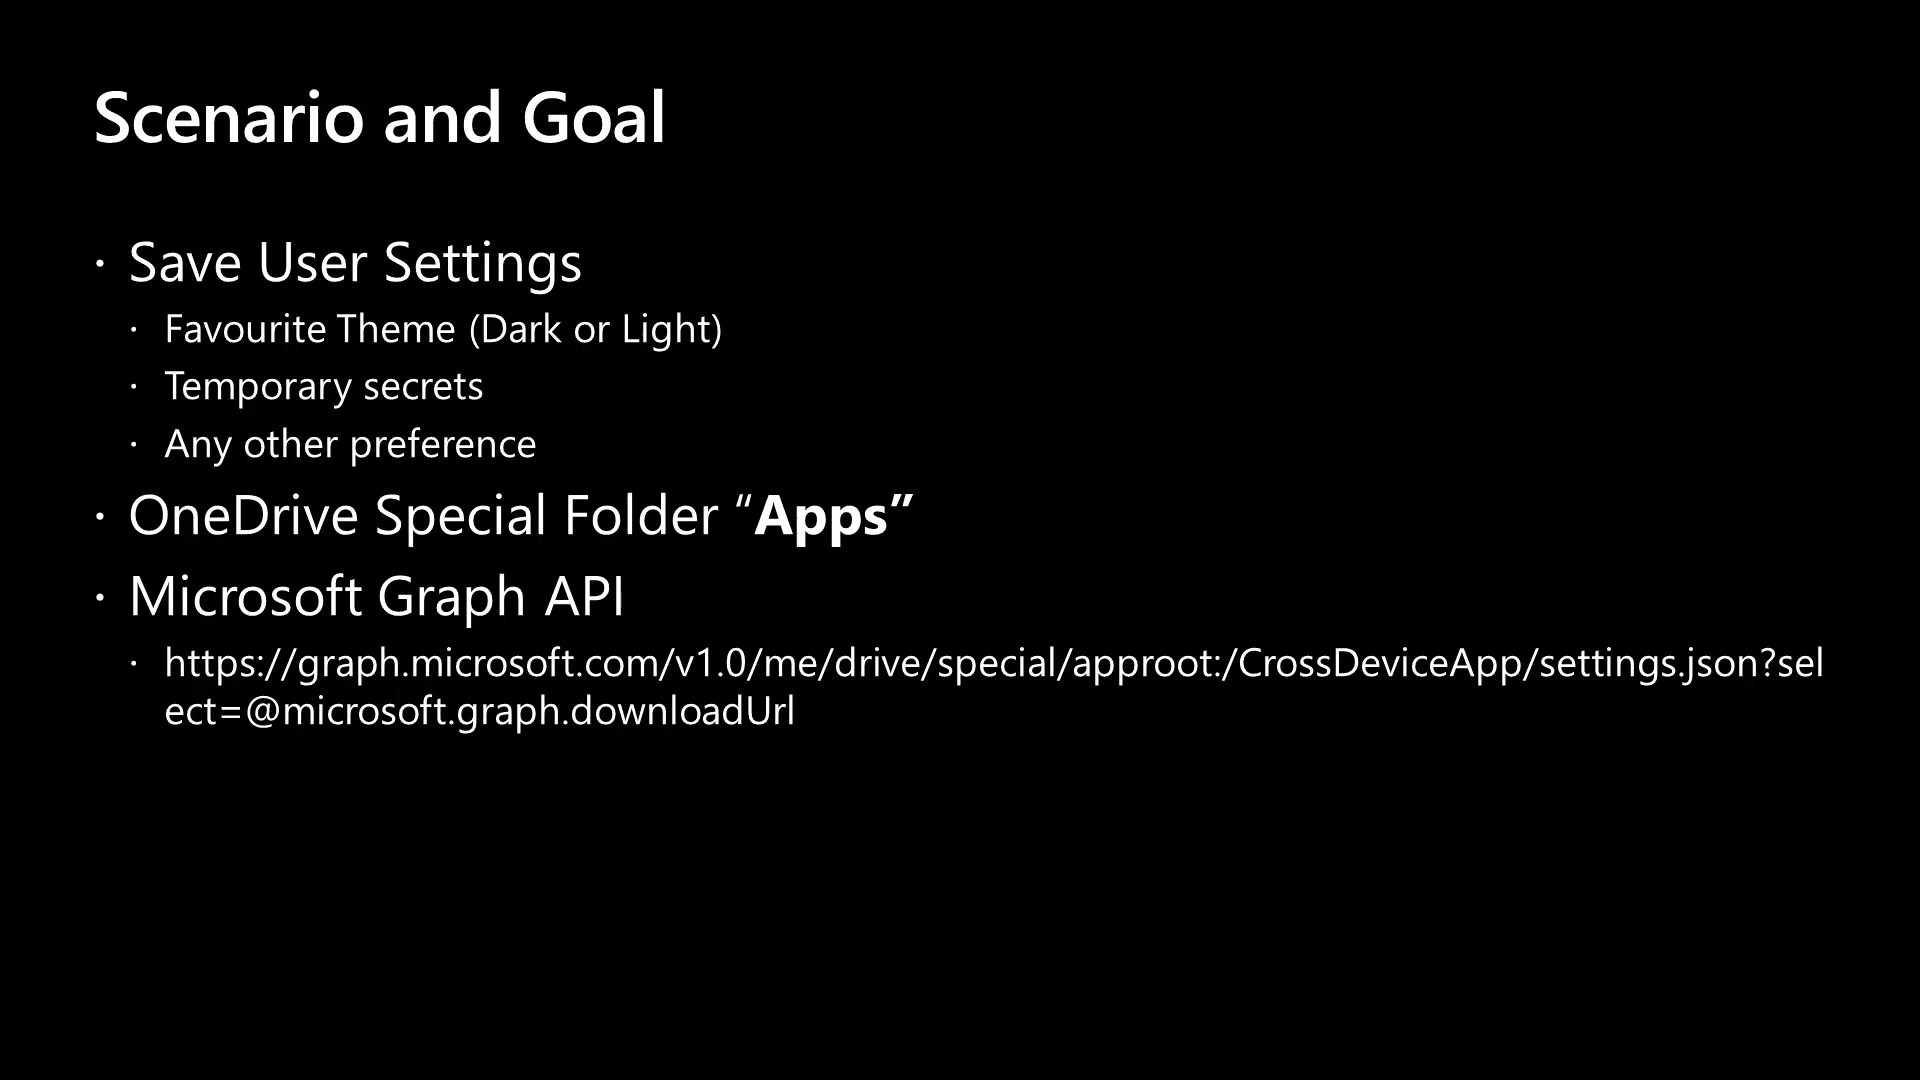 Scenario and Goal
· Save User Settings
· Favourite Theme (Dark or Light)
· Temporary secrets
· Any other preference
· OneDrive Special Folder “Apps”
· Microsoft Graph API
· https://graph.microsoft.com/v1.0/me/drive/special/approot:/CrossDeviceApp/settings.json?sel
ect=@microsoft.graph.downloadUrl